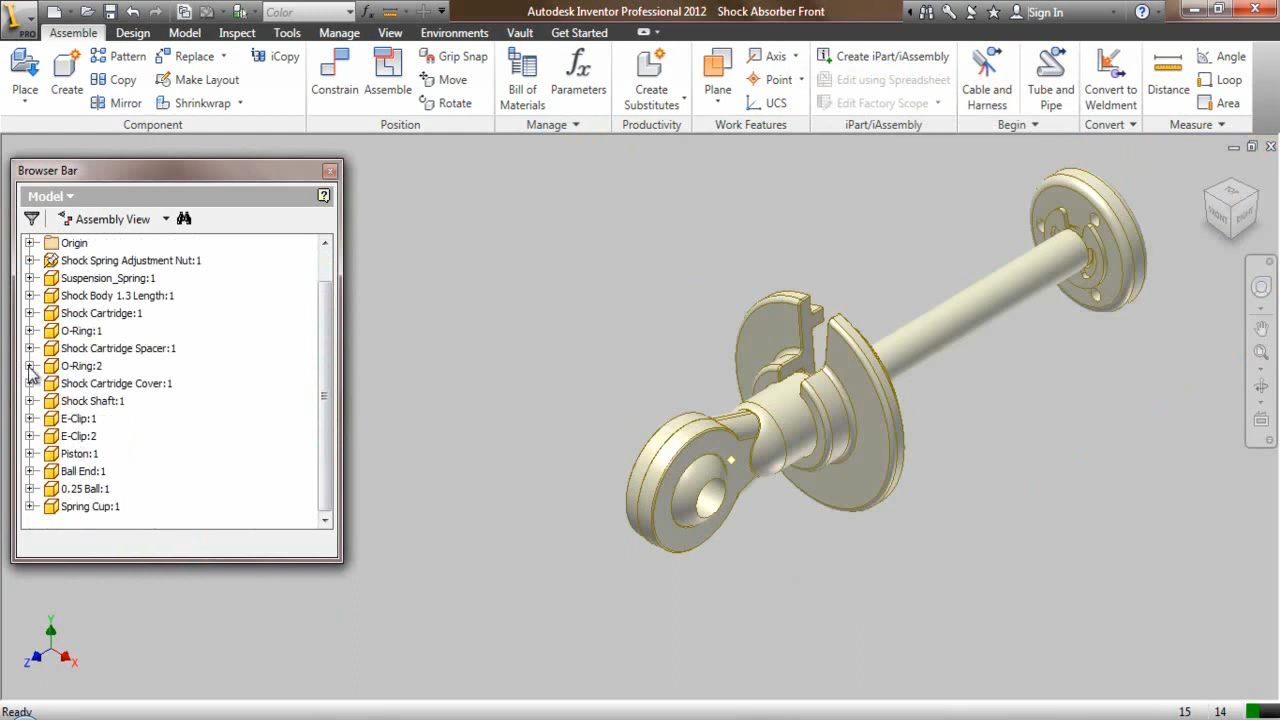 PRO
Color
Autodesk Inventor Professional 2012 Shock Absorber Front
Sign In
Assemble Design Model Inspect Tools Manage View Environments Vault Get Started
Place
Create
Pattern
Copy
Mirror
Replace
Make Layout
Shrinkwrap
iCopy
Component
Constrain
Assemble
Grip Snap
Move
Rotate
Position
Bill of
Materials
Parameters
Manage
Create
Substitutes
Productivity
Plane
Axis
Point
UCS
Work Features
Create iPart/iAssembly
Edit using Spreadsheet
Edit Factory Scope
iPart/iAssembly
Cable and
Harness
Tube and
Pipe
Begin
Convert to
Weldment
Convert
Distance
Angle
Loop
Area
Measure
Browser Bar
Model
Assembly View
Origin
Shock Spring Adjustment Nut:1
Suspension_Spring:1
Shock Body 1.3 Length:1
Shock Cartridge:1
O-Ring:1
Shock Cartridge Spacer:1
O-Ring:2
Shock Cartridge Cover:1
Shock Shaft:1
E-Clip:1
E-Clip:2
Piston:1
Ball End:1
0.25 Ball:1
Spring Cup:1
FRONT
RIGHT
Y
Z
X
Ready
15 14